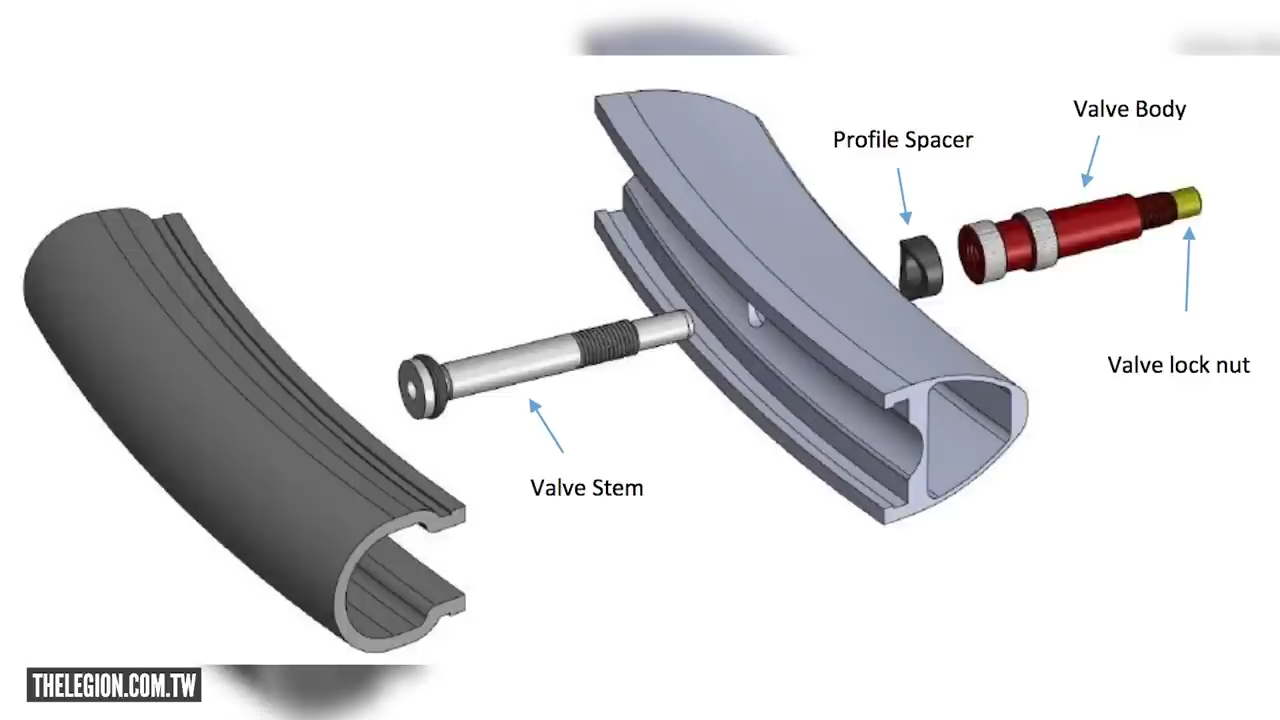 Valve Body
Profile Spacer
Valve lock nut
Valve Stem
THELEGION.COM.TW